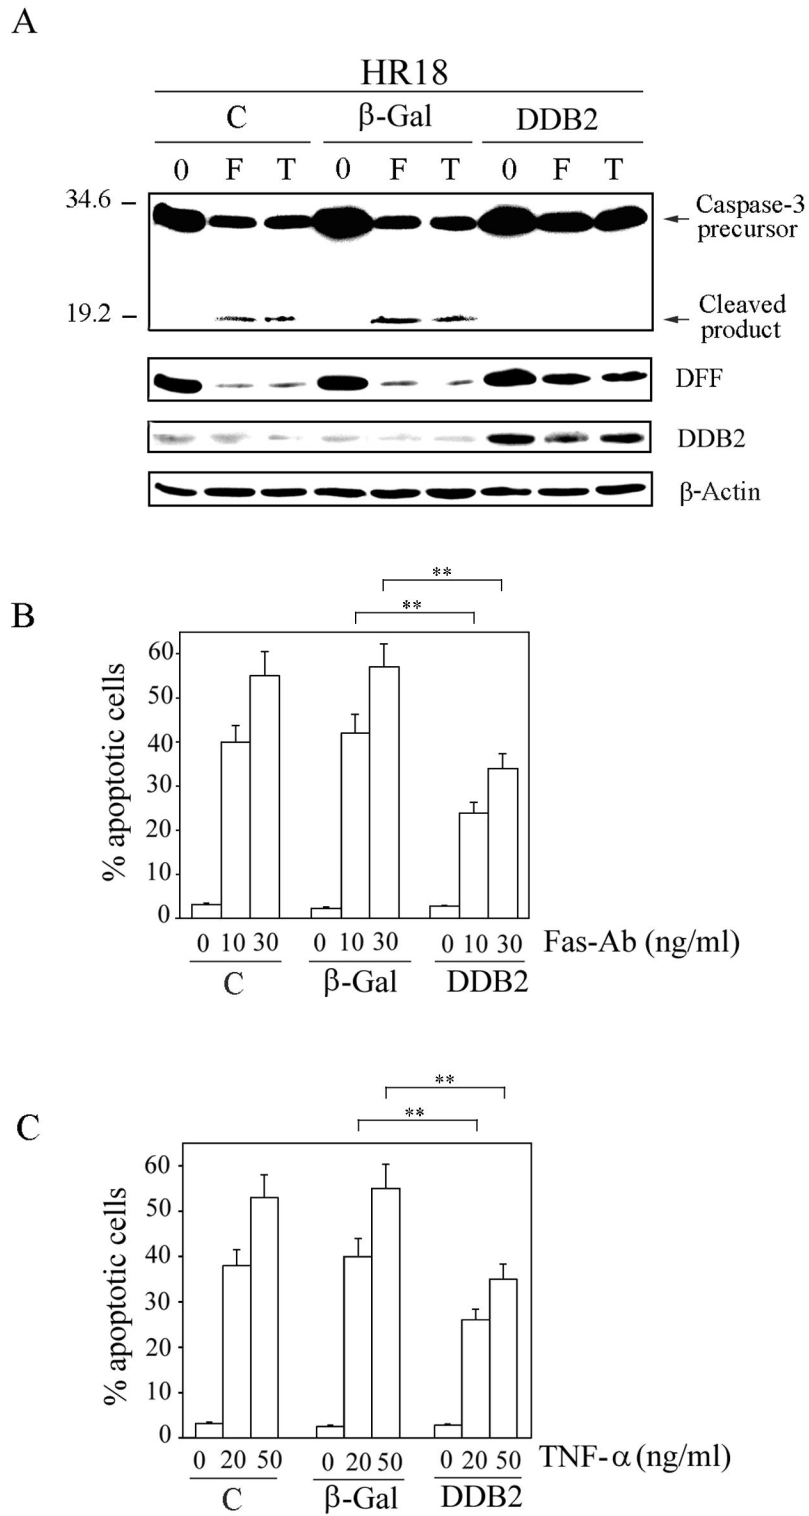 A
HR18
C β-Gal DDB2
0 F T 0 F T 0 F T
34.6
Caspase-3
precursor
19.2
Cleaved
product
DFF
DDB2
β-Actin
B
** 
**
% apoptotic cells
60
50
40
30
20
10
0
0 10 30 0 10 30 0 10 30 Fas-Ab (ng/ml)
C β-Gal DDB2
C
**
**
% apoptotic cells
60
50
40
30
20
10
0
0 20 50 0 20 50 0 20 50 TNF-α (ng/ml)
C β-Gal DDB2